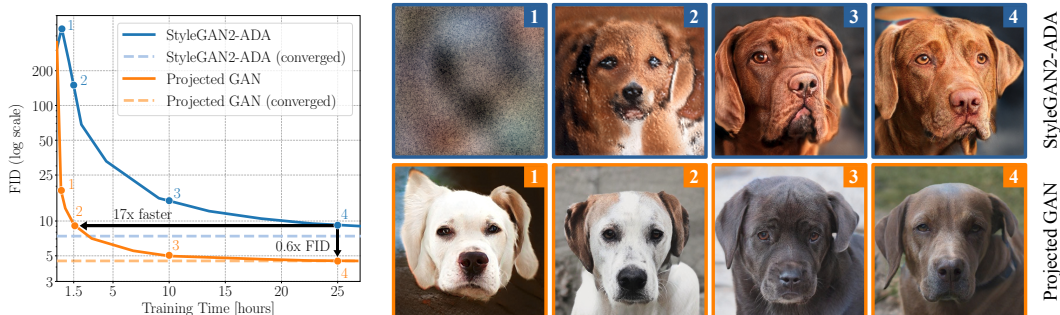 FID (log scale)
200
100
50
25
10
5
3
StyleGAN2-ADA
StyleGAN2-ADA (converged)
Projected GAN
Projected GAN (converged)
1
2
3
4
1
2
3
4
17x faster
0.6x FID
1.5
5
10
15
20
25
Training Time [hours]
1
2
3
4
StyleGAN2-ADA
1
2
3
4
Projected GAN